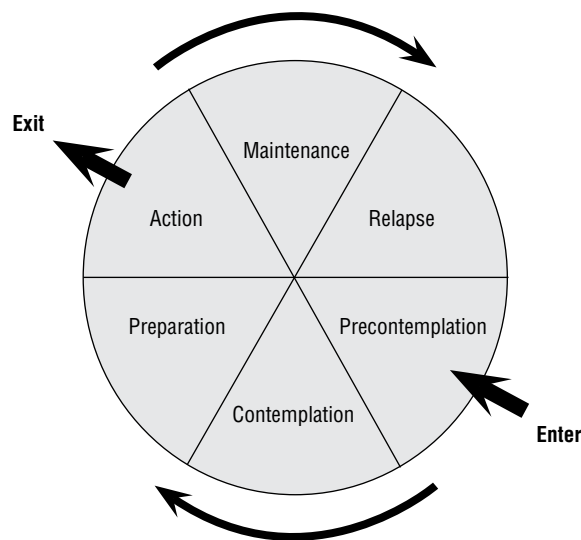 Exit
Maintenance
Action
Relapse
Preparation
Precontemplation
Contemplation
Enter